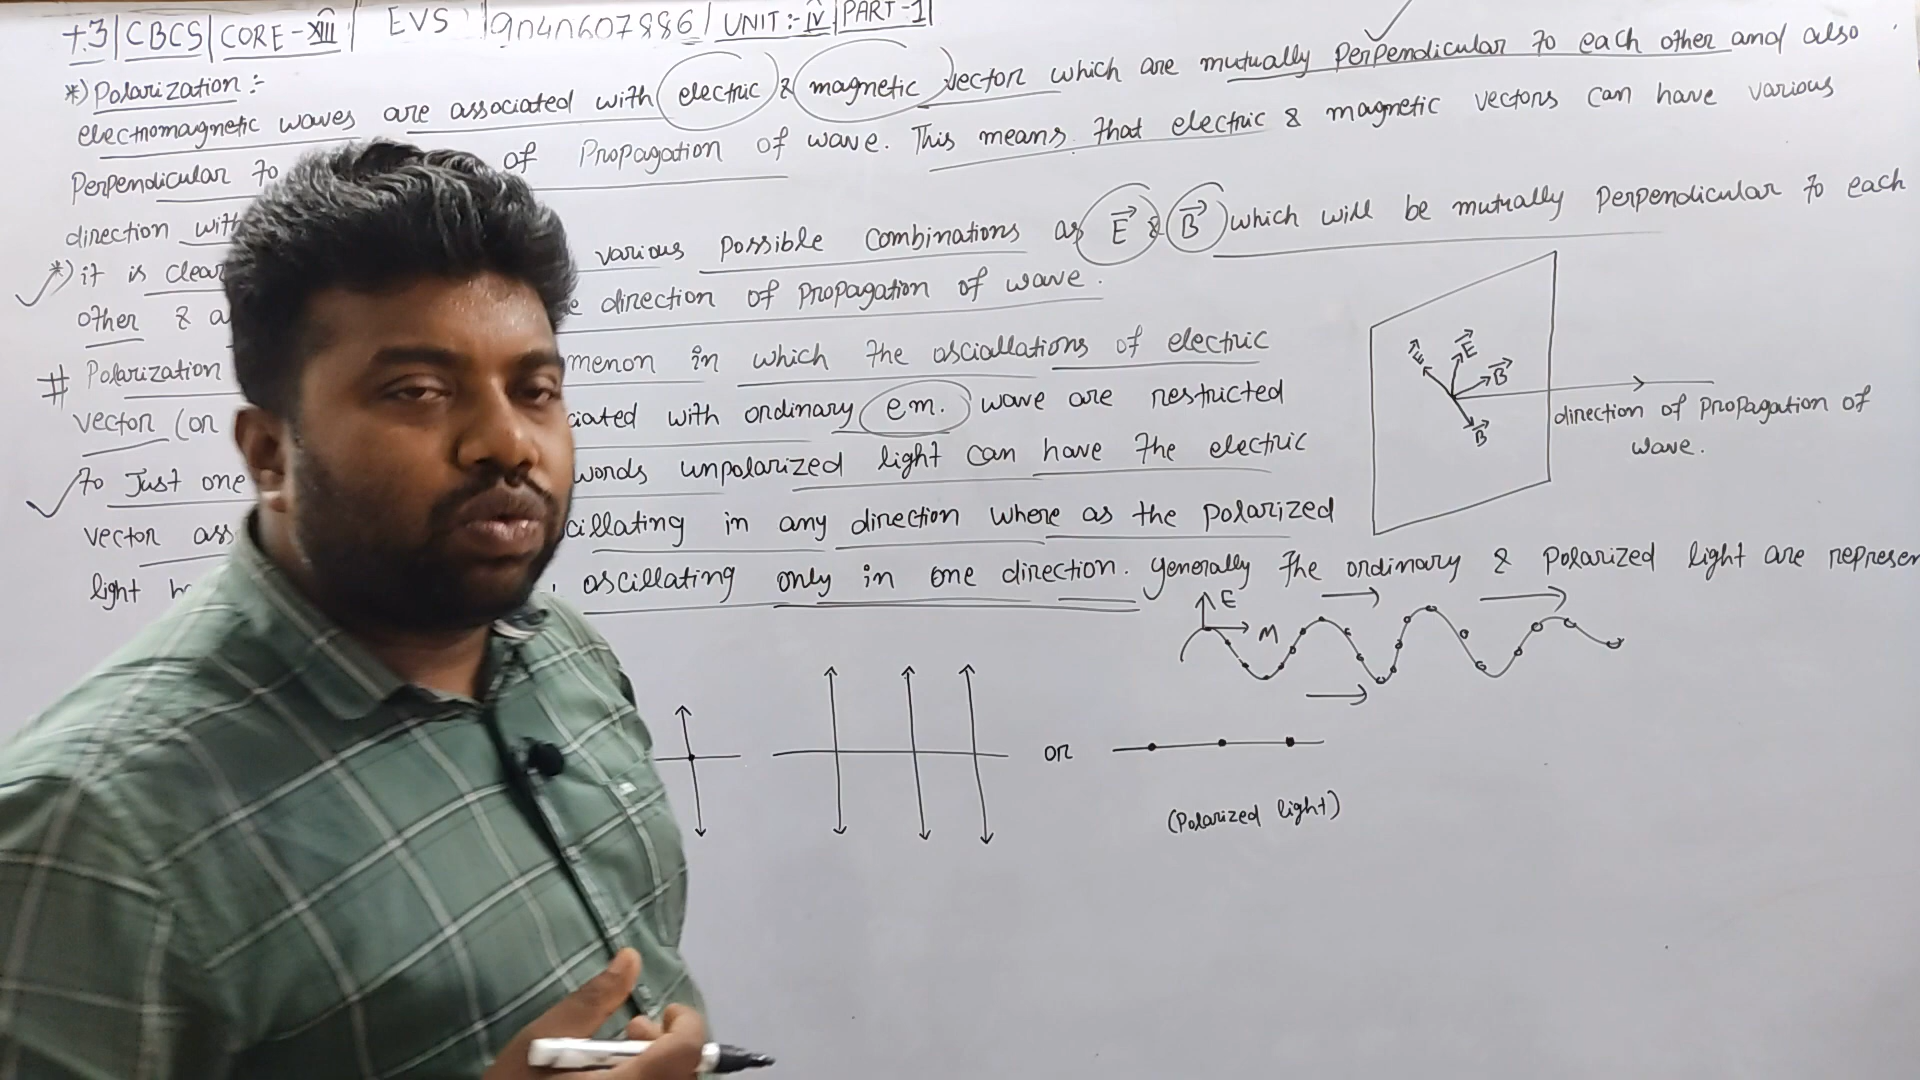 +3|CBCS|CORE-XIII| EVS |9040607886| UNIT:-IV|PART-1|
*) Polarization:-
electromagnetic waves are associated with electric & magnetic vector which are mutually Perpendicular to each other and also
Perpendicular to of Propagation of wave. This means that electric & magnetic vectors can have various
direction with various possible combinations as E⃗ & B⃗ which will be mutually Perpendicular to each
*) it is clear
other & direction of propagation of wave.
# Polarization in which the osciallations of electric
vector (or with ordinary em. wave are restricted
to Just one words unpolarized light can have the electric
vector in any direction where as the polarized
light oscillating only in one direction. generally the ordinary & polarized light are
E⃗ E⃗ B⃗
B⃗
direction of propagation of
wave.
E
M
or
(Polarized light)